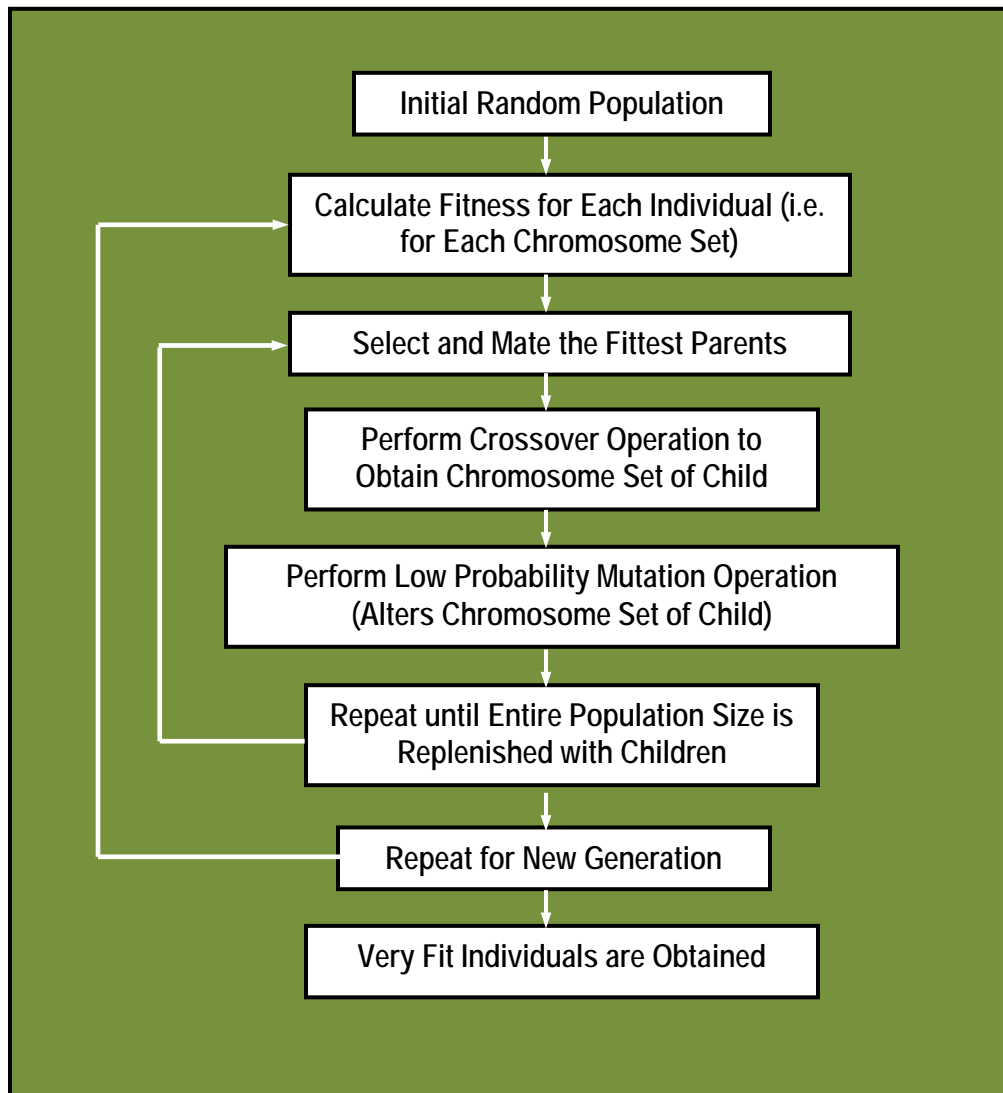 Initial Random Population
Calculate Fitness for Each Individual (i.e.
for Each Chromosome Set)
Select and Mate the Fittest Parents
Perform Crossover Operation to
Obtain Chromosome Set of Child
Perform Low Probability Mutation Operation
(Alters Chromosome Set of Child)
Repeat until Entire Population Size is
Replenished with Children
Repeat for New Generation
Very Fit Individuals are Obtained